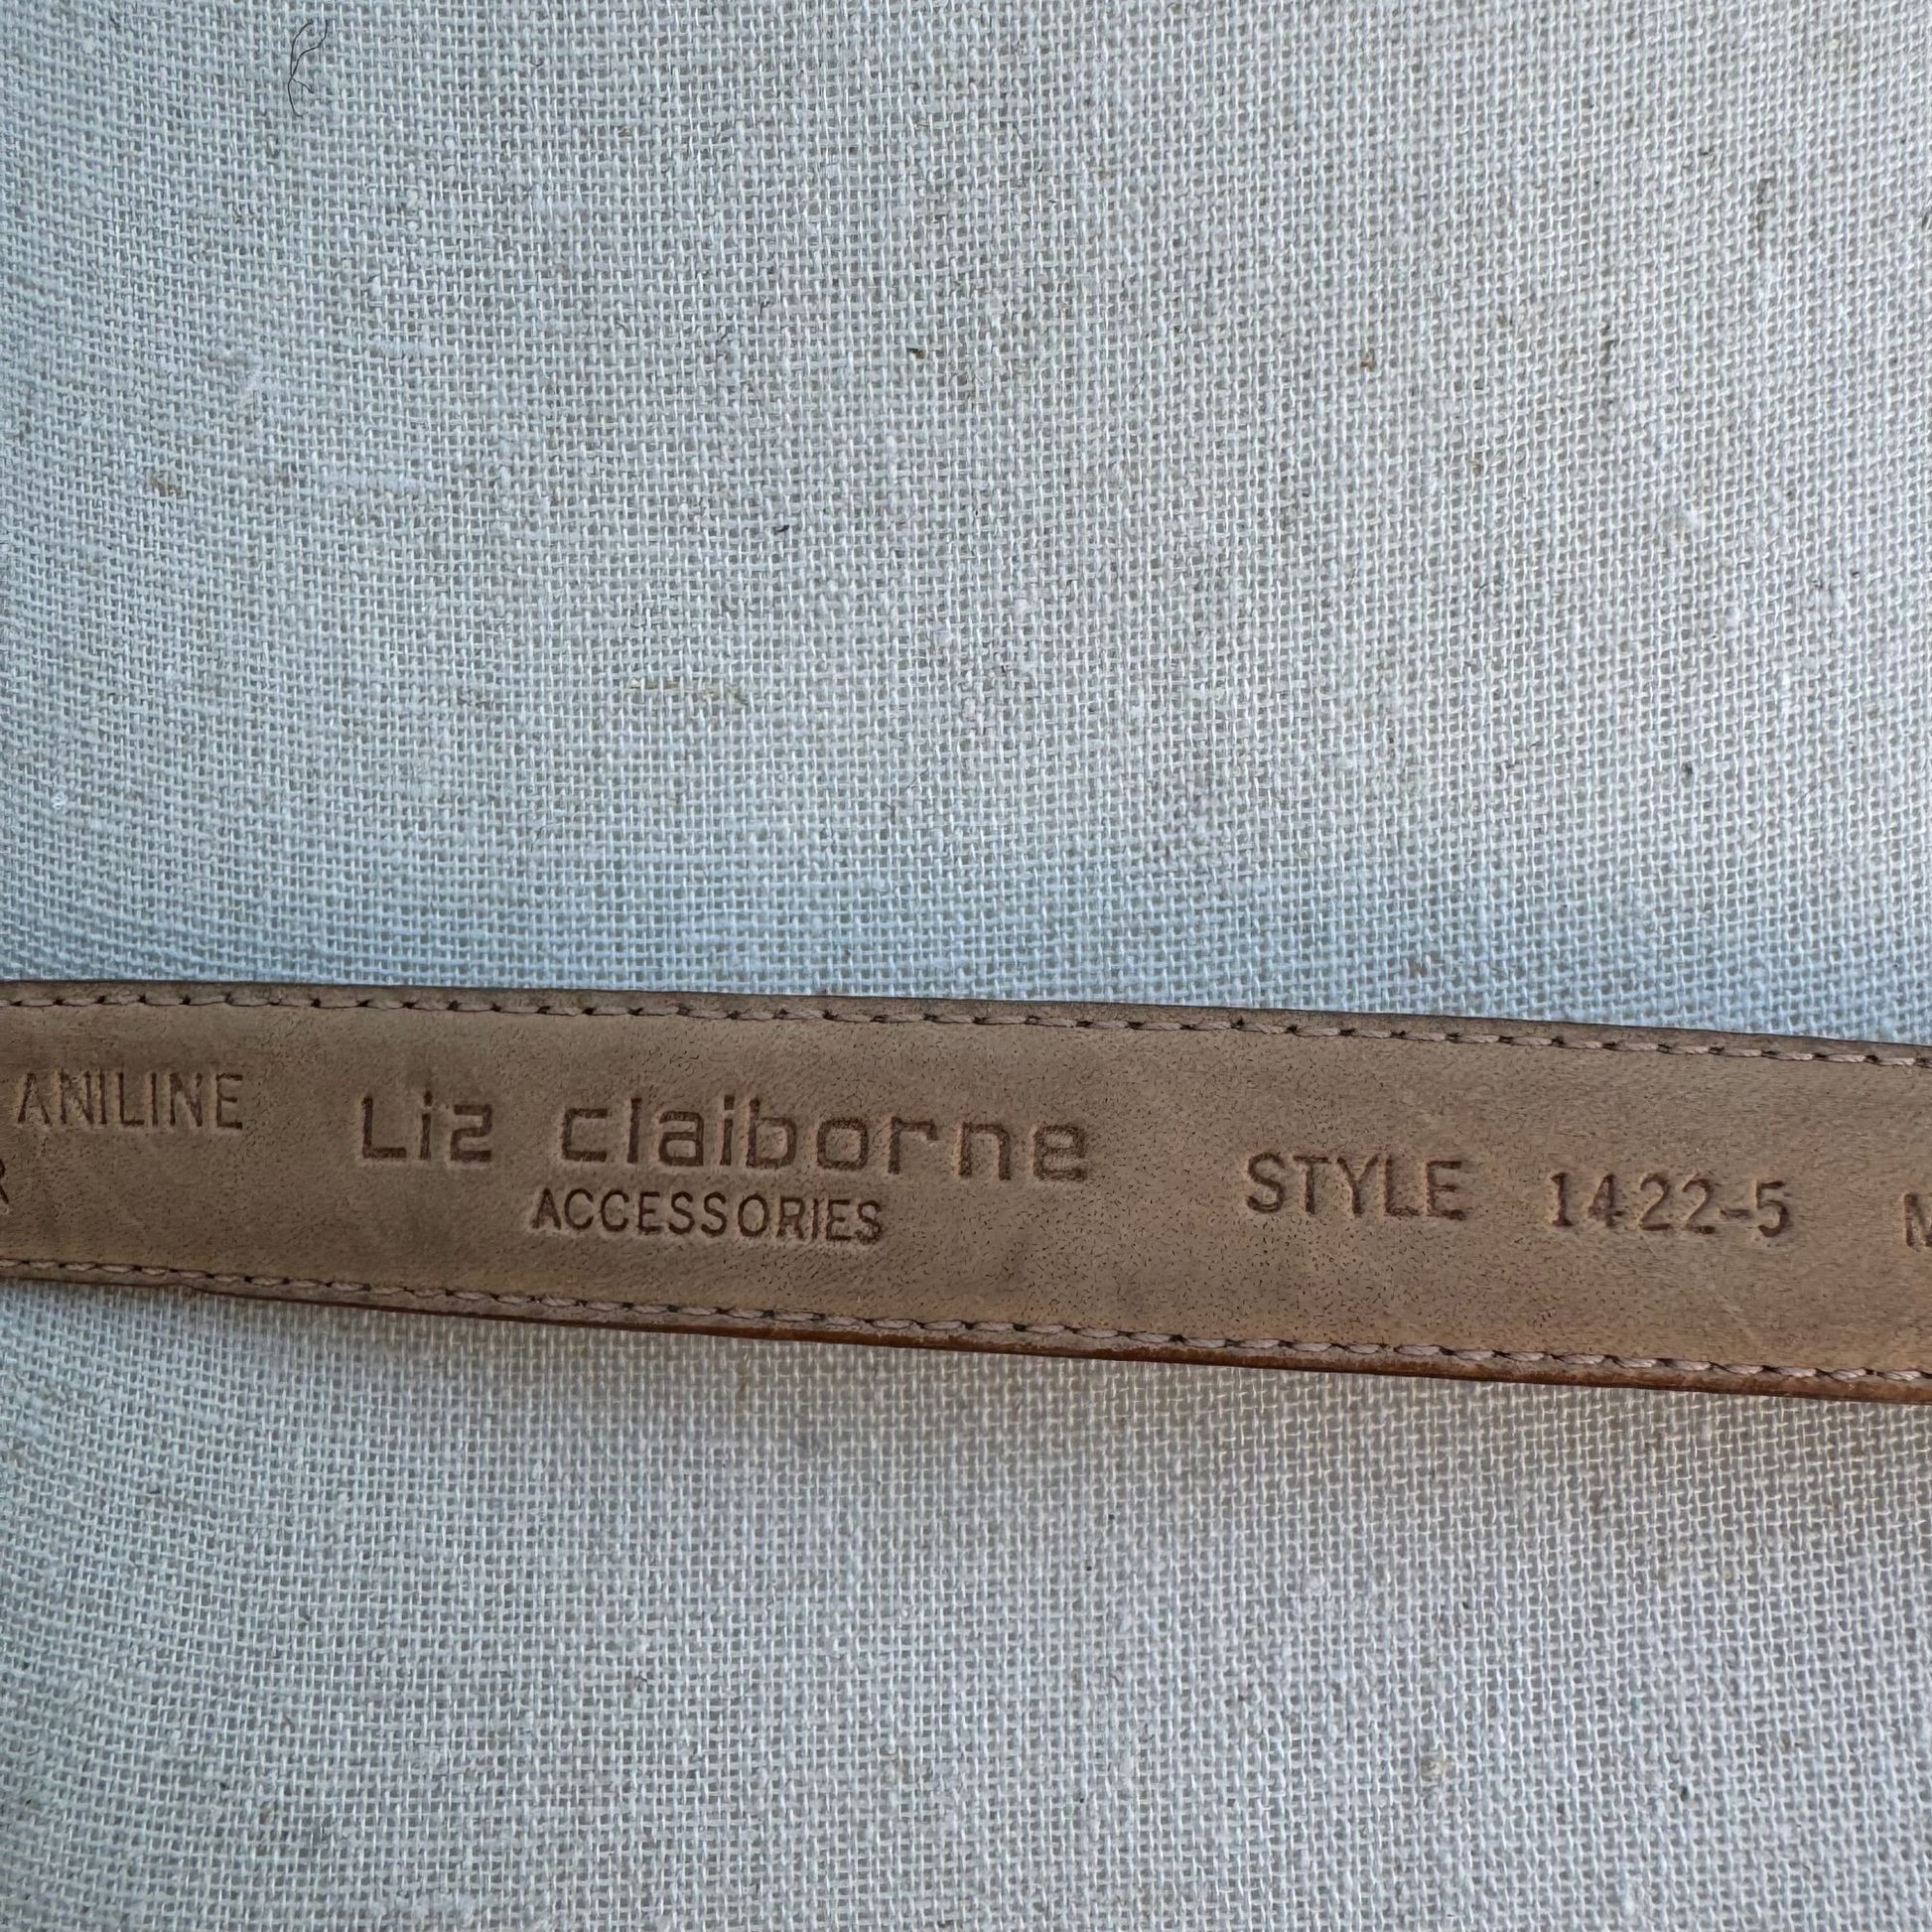 ANILINE
Liz claiborne
ACCESSORIES
STYLE 1422-5